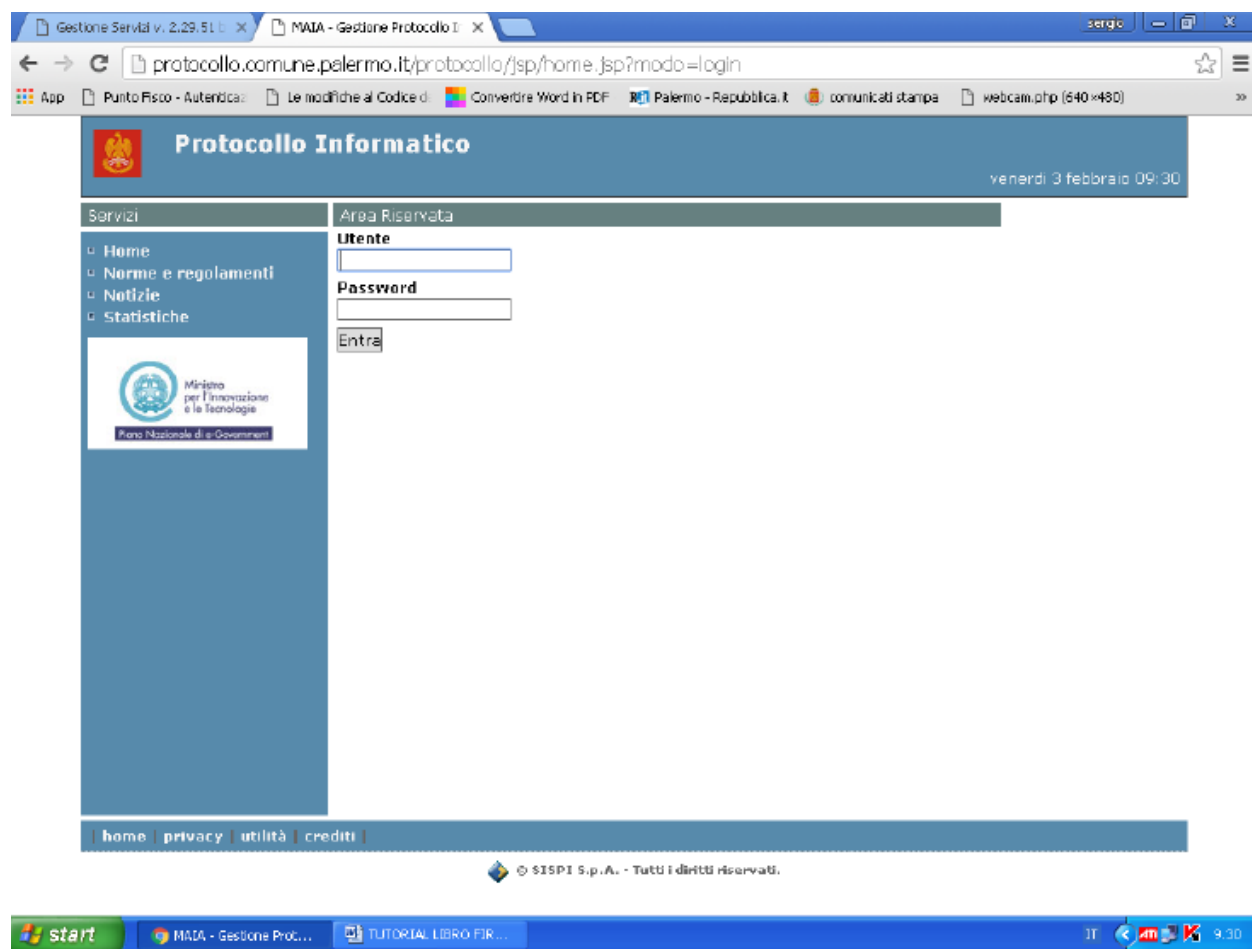 Gestione Servizi v. 2.29.51 b
MAIA - Gestione Protocollo I
sergio
protocollo.comune.palermo.it/protocollo/jsp/home.jsp?modo=login
App Punto Fisco - Autenticaz Le modifiche al Codice d Convertire Word in PDF Palermo - Repubblica.it comunicati stampa webcam.php (640×480) »
Protocollo Informatico
venerdì 3 febbraio 09:30
Servizi
Home
Norme e regolamenti
Notizie
Statistiche
Ministro
per l'Innovazione
e le Tecnologie
Piano Nazionale di e-Government
Area Riservata
Utente
Password
Entra
| home | privacy | utilità | crediti |
© SISPI S.p.A. - Tutti i diritti riservati.
start MAIA - Gestione Prot... TUTORIAL LIBRO FIR... IT ATI K 9.30